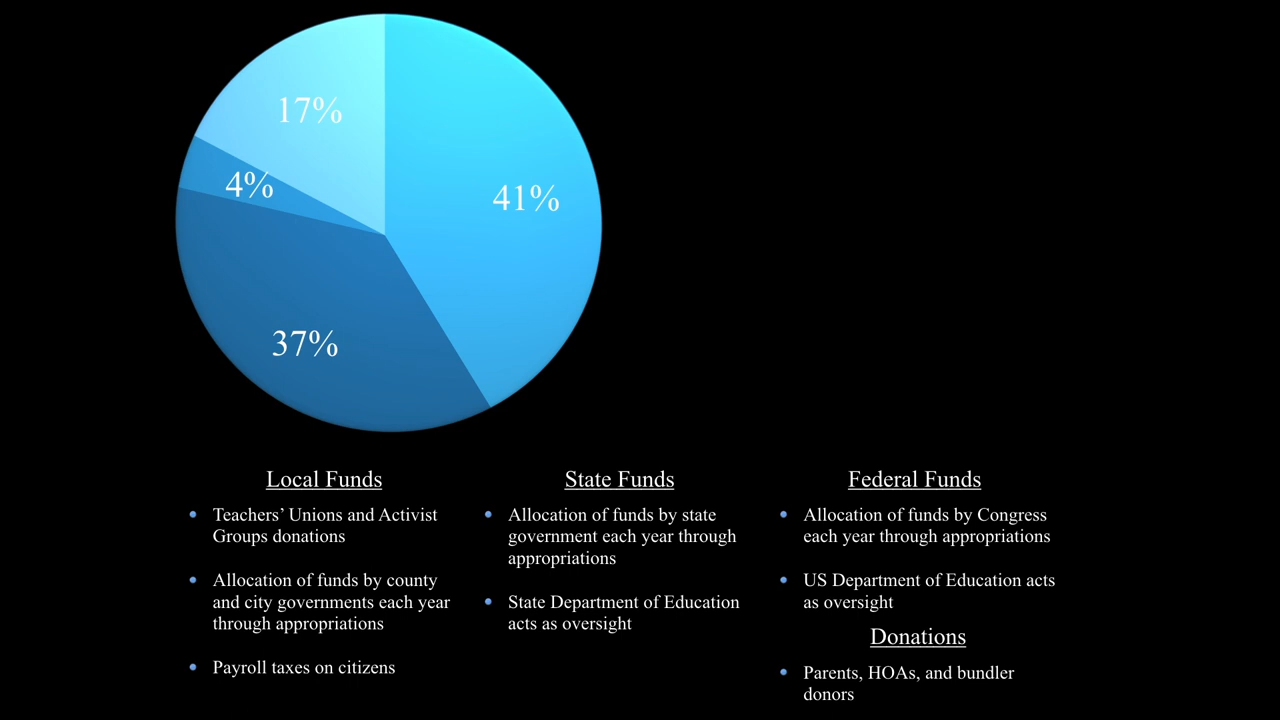 17%
4%
41%
37%
Local Funds
Teachers’ Unions and Activist
Groups donations
Allocation of funds by county
and city governments each year
through appropriations
Payroll taxes on citizens
State Funds
Allocation of funds by state
government each year through
appropriations
State Department of Education
acts as oversight
Federal Funds
Allocation of funds by Congress
each year through appropriations
US Department of Education acts
as oversight
Donations
Parents, HOAs, and bundler
donors